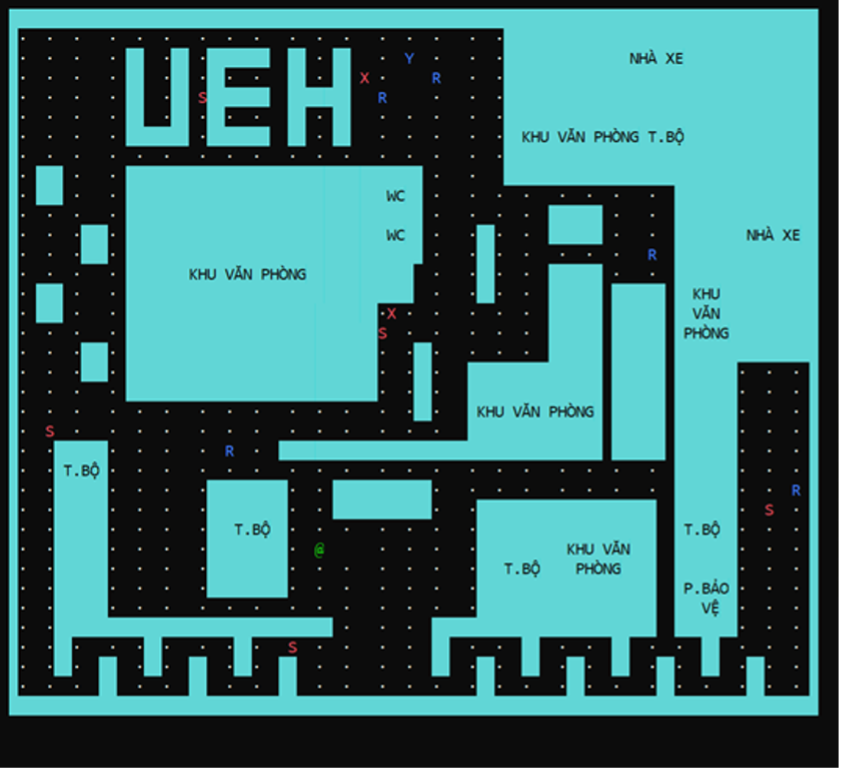 UEH
Y
X
R
S
R
NHÀ XE
KHU VĂN PHÒNG T.BỘ
WC
WC
NHÀ XE
R
KHU VĂN PHÒNG
KHU
VĂN
PHÒNG
X
S
KHU VĂN PHÒNG
S
R
T.BỘ
R
S
T.BỘ
T.BỘ
@
KHU VĂN
PHÒNG
T.BỘ
P.BẢO
VỆ
S